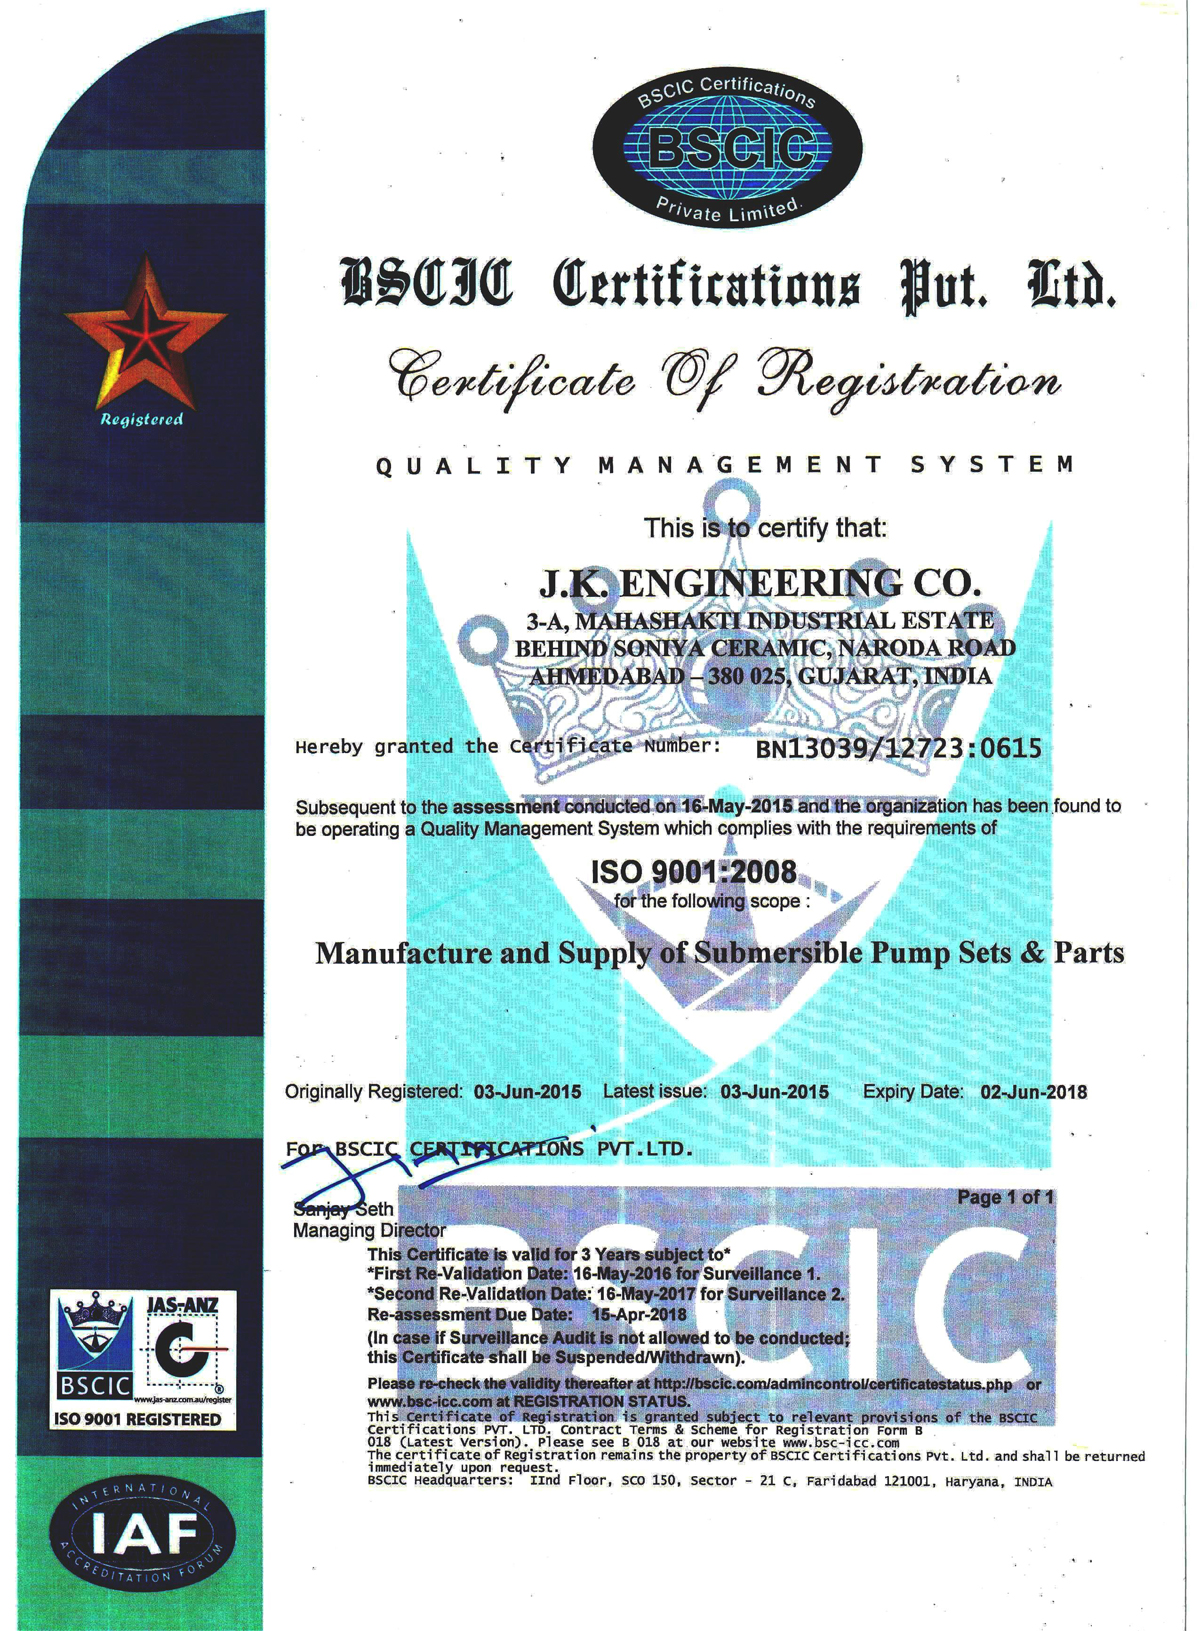 BSCIC Certifications
BSCIC
Private Limited.
BSCIC Certifications Pvt. Ltd.
Certificate Of Registration
QUALITY MANAGEMENT SYSTEM
Registered
This is to certify that:
J.K. ENGINEERING CO.
3-A, MAHASHAKTI INDUSTRIAL ESTATE
BEHIND SONIYA CERAMIC, NARODA ROAD
AHMEDABAD – 380 025, GUJARAT, INDIA
Hereby granted the Certificate Number: BN13039/12723:0615
Subsequent to the assessment conducted on 16-May-2015 and the organization has been found to
be operating a Quality Management System which complies with the requirements of
ISO 9001:2008
for the following scope :
Manufacture and Supply of Submersible Pump Sets & Parts
Originally Registered: 03-Jun-2015 Latest issue: 03-Jun-2015 Expiry Date: 02-Jun-2018
For BSCIC CERTIFICATIONS PVT.LTD.
Page 1 of 1
Sanjay Seth
Managing Director
BSCIC
This Certificate is valid for 3 Years subject to*
*First Re-Validation Date: 16-May-2016 for Surveillance 1.
*Second Re-Validation Date: 16-May-2017 for Surveillance 2.
Re-assessment Due Date: 15-Apr-2018
(In case if Surveillance Audit is not allowed to be conducted;
this Certificate shall be Suspended/Withdrawn).
Please re-check the validity thereafter at http://bscic.com/admincontrol/certificatestatus.php or
www.bsc-icc.com at REGISTRATION STATUS.
This Certificate of Registration is granted subject to relevant provisions of the BSCIC
Certifications PVT. LTD. Contract Terms & Scheme for Registration Form B
018 (Latest Version). Please see B 018 at our website www.bsc-icc.com
The certificate of Registration remains the property of BSCIC Certifications Pvt. Ltd. and shall be returned
immediately upon request.
BSCIC Headquarters: IInd Floor, SCO 150, Sector - 21 C, Faridabad 121001, Haryana, INDIA
JAS-ANZ
BSCIC
www.jas-anz.com.au/register
ISO 9001 REGISTERED
INTERNATIONAL
IAF
ACCREDITATION FORUM